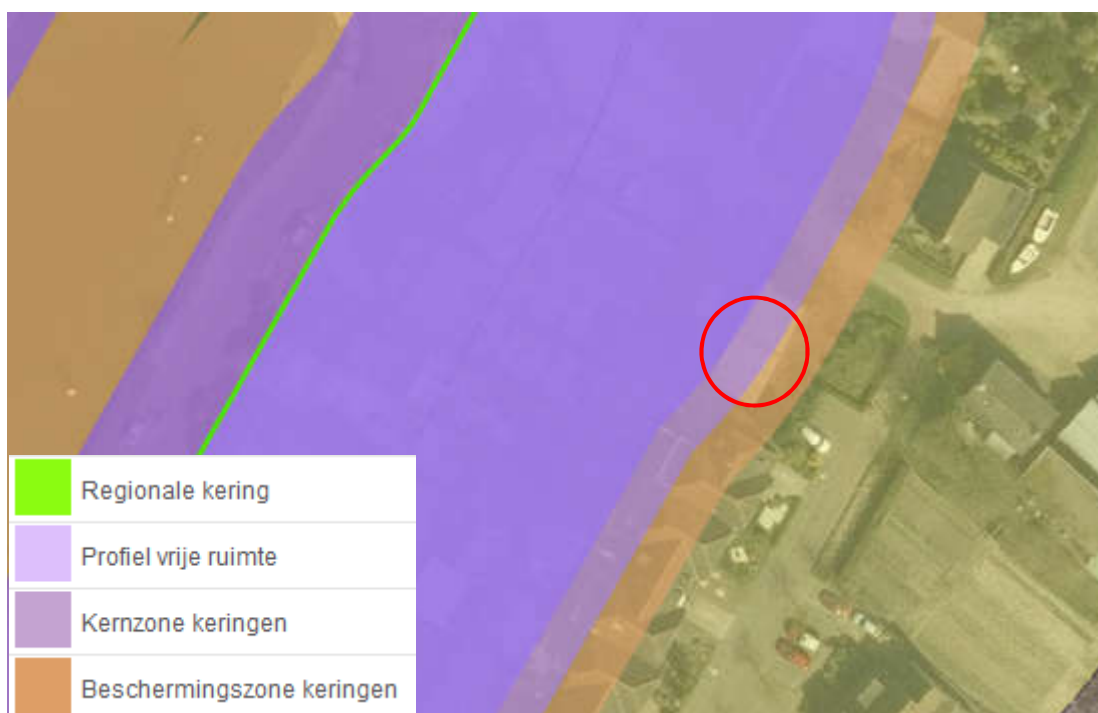 Regionale kering
Profiel vrije ruimte
Kernzone keringen
Beschermingszone keringen